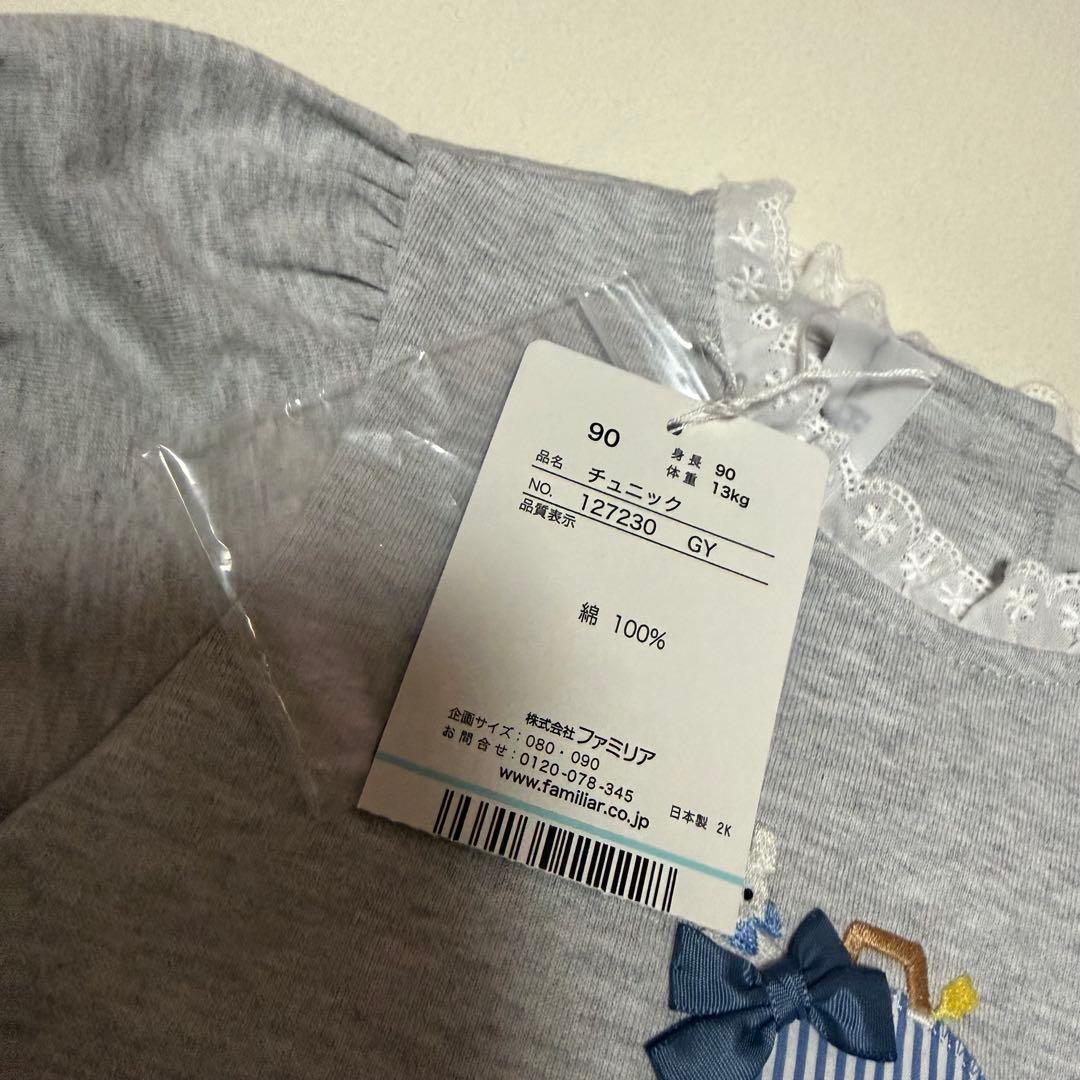 90
身長 90
体重 13kg
品名 チュニック
NO. 127230 GY
品質表示
綿 100%
株式会社ファミリア
企画サイズ:080・090
お問合せ:0120-078-345
www.familiar.co.jp
日本製 2K